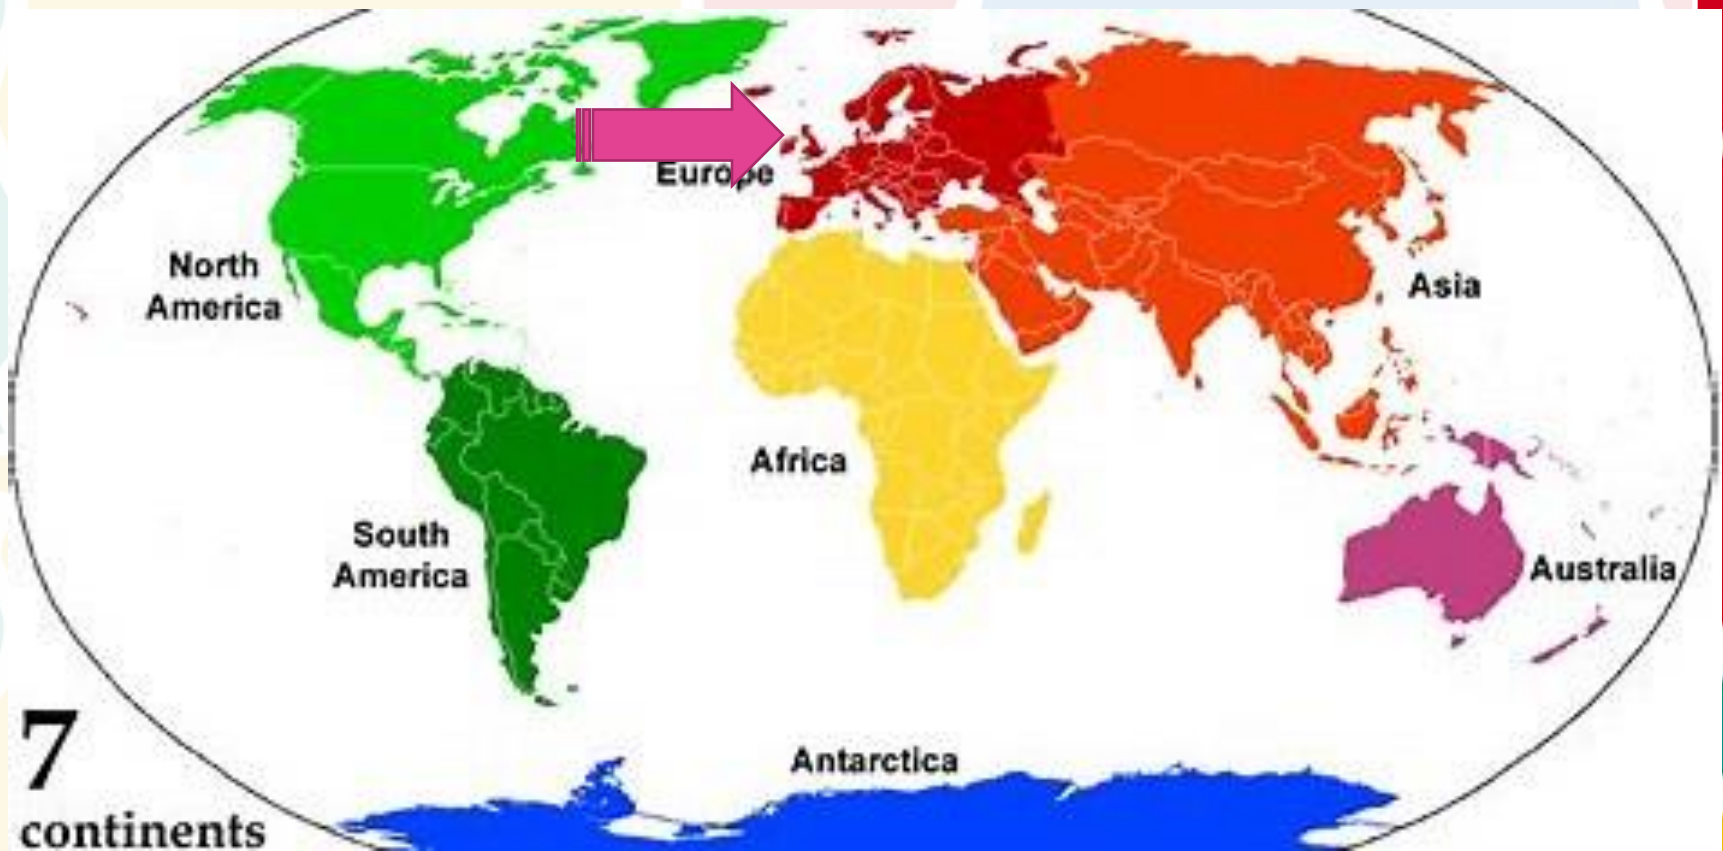 Europe
North
America
Asia
Africa
South
America
Australia
Antarctica
7
continents